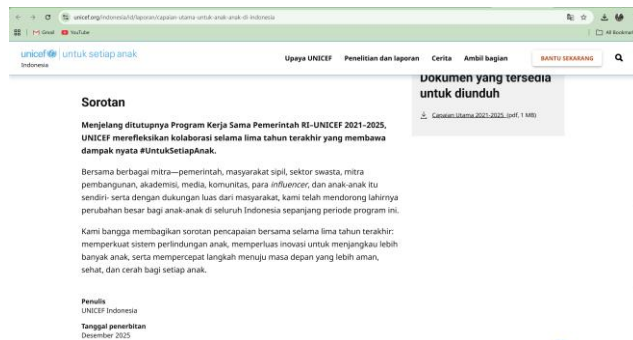 unicef.org/indonesia/id/laporan/capaian-utama-untuk-anak-anak-di-indonesia
Gmail
YouTube
All Bookmarks
unicef
untuk setiap anak
Indonesia
Upaya UNICEF
Penelitian dan laporan
Cerita
Ambil bagian
BANTU SEKARANG
Dokumen yang tersedia
untuk diunduh
Capaian Utama 2021-2025 (pdf, 1 MB)
Sorotan
Menjelang ditutupnya Program Kerja Sama Pemerintah RI–UNICEF 2021–2025,
UNICEF merefleksikan kolaborasi selama lima tahun terakhir yang membawa
dampak nyata #UntukSetiapAnak.
Bersama berbagai mitra—pemerintah, masyarakat sipil, sektor swasta, mitra
pembangunan, akademisi, media, komunitas, para influencer, dan anak-anak itu
sendiri- serta dengan dukungan luas dari masyarakat, kami telah mendorong lahirnya
perubahan besar bagi anak-anak di seluruh Indonesia sepanjang periode program ini.
Kami bangga membagikan sorotan pencapaian bersama selama lima tahun terakhir:
memperkuat sistem perlindungan anak, memperluas inovasi untuk menjangkau lebih
banyak anak, serta mempercepat langkah menuju masa depan yang lebih aman,
sehat, dan cerah bagi setiap anak.
Penulis
UNICEF Indonesia
Tanggal penerbitan
Desember 2025